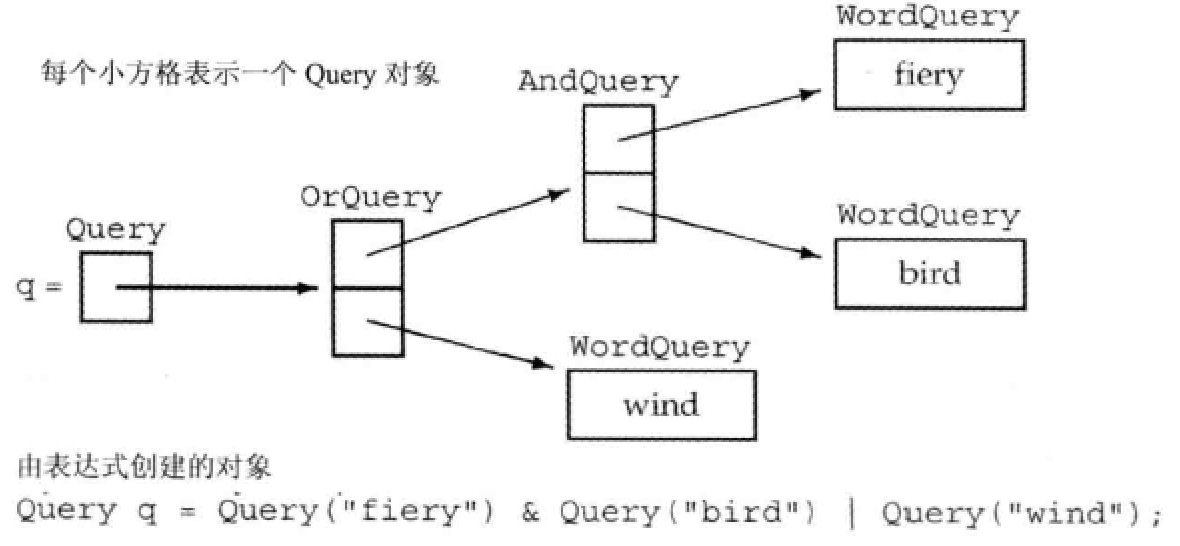 WordQuery
fiery
每个小方格表示一个 Query 对象
AndQuery
OrQuery
WordQuery
bird
Query
q =
WordQuery
wind
由表达式创建的对象
Query q = Query("fiery") & Query("bird") | Query("wind");